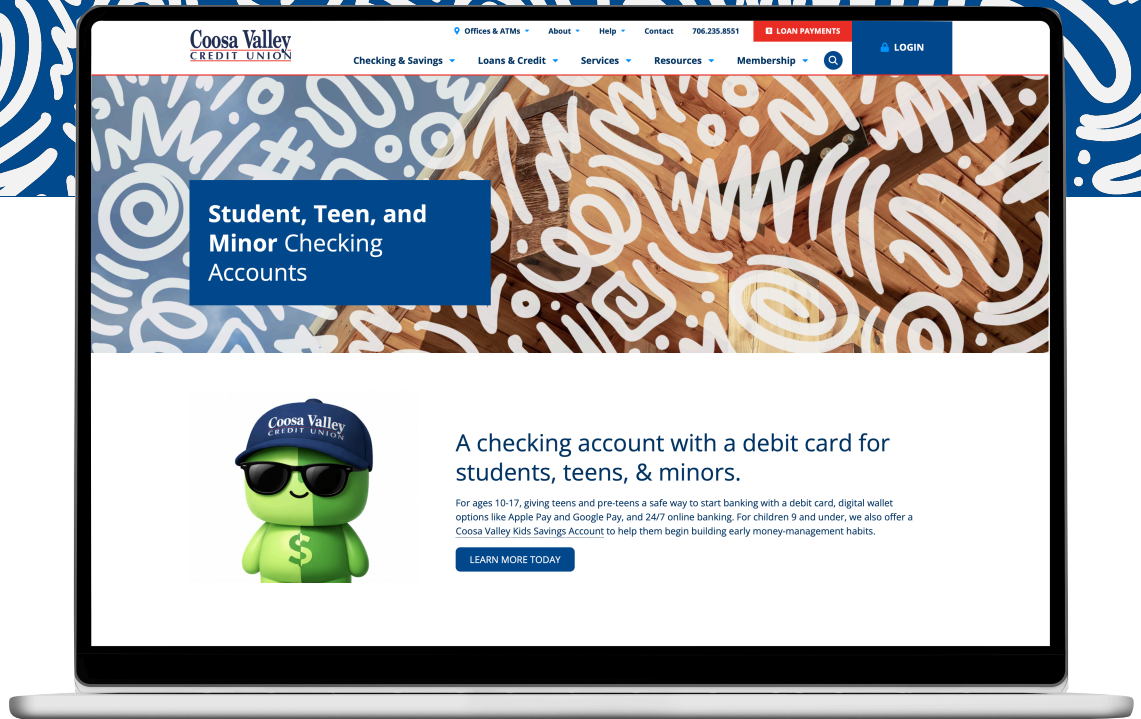 Coosa Valley
CREDIT UNION
Offices & ATMs
About
Help
Contact
706.235.8551
LOAN PAYMENTS
LOGIN
Checking & Savings
Loans & Credit
Services
Resources
Membership
Student, Teen, and
Minor Checking
Accounts
Coosa Valley
CREDIT UNION
$
A checking account with a debit card for
students, teens, & minors.
For ages 10-17, giving teens and pre-teens a safe way to start banking with a debit card, digital wallet
options like Apple Pay and Google Pay, and 24/7 online banking. For children 9 and under, we also offer a
Coosa Valley Kids Savings Account to help them begin building early money-management habits.
LEARN MORE TODAY